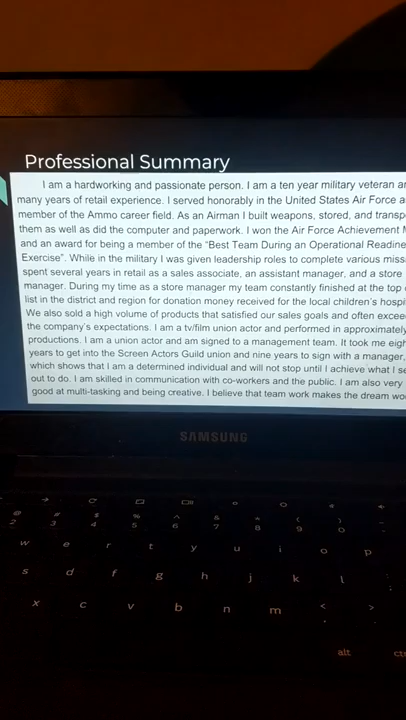 Professional Summary
I am a hardworking and passionate person. I am a ten year military veteran
many years of retail experience. I served honorably in the United States Air Force
member of the Ammo career field. As an Airman I built weapons, stored, and
them as well as did the computer and paperwork. I won the Air Force Achievement
and an award for being a member of the "Best Team During an Operational
Exercise". While in the military I was given leadership roles to complete various
spent several years in retail as a sales associate, an assistant manager, and a store
manager. During my time as a store manager my team constantly finished at the top
list in the district and region for donation money received for the local children's
We also sold a high volume of products that satisfied our sales goals and often
the company's expectations. I am a tv/film union actor and performed in approximately
productions. I am a union actor and am signed to a management team. It took me
years to get into the Screen Actors Guild union and nine years to sign with a manager,
which shows that I am a determined individual and will not stop until I achieve what I
out to do. I am skilled in communication with co-workers and the public. I am also very
good at multi-tasking and being creative. I believe that team work makes the dream
SAMSUNG
@ # $ % ^ & * ( )
2 3 4 5 6 7 8 9 0
w e r t y u i o p
s d f g h j k l
x c v b n m < >
alt